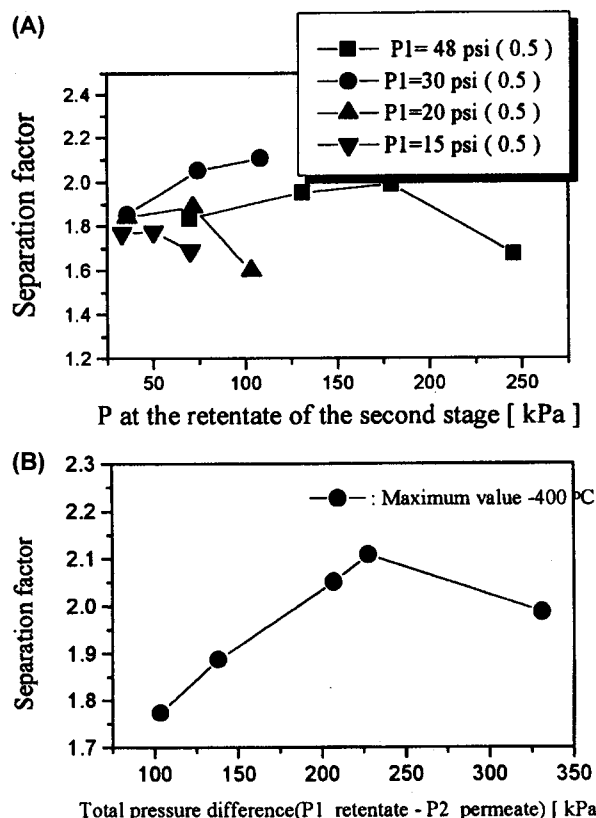 (A)
P1= 48 psi ( 0.5 )
P1=30 psi ( 0.5 )
P1=20 psi ( 0.5 )
P1=15 psi ( 0.5 )
Separation factor
2.4
2.2
2.0
1.8
1.6
1.4
1.2
50 100 150 200 250
P at the retentate of the second stage [ kPa ]
(B)
: Maximum value -400 ºC
Separation factor
2.3
2.2
2.1
2.0
1.9
1.8
1.7
100 150 200 250 300 350
Total pressure difference(P1 retentate - P2 permeate) [ kPa